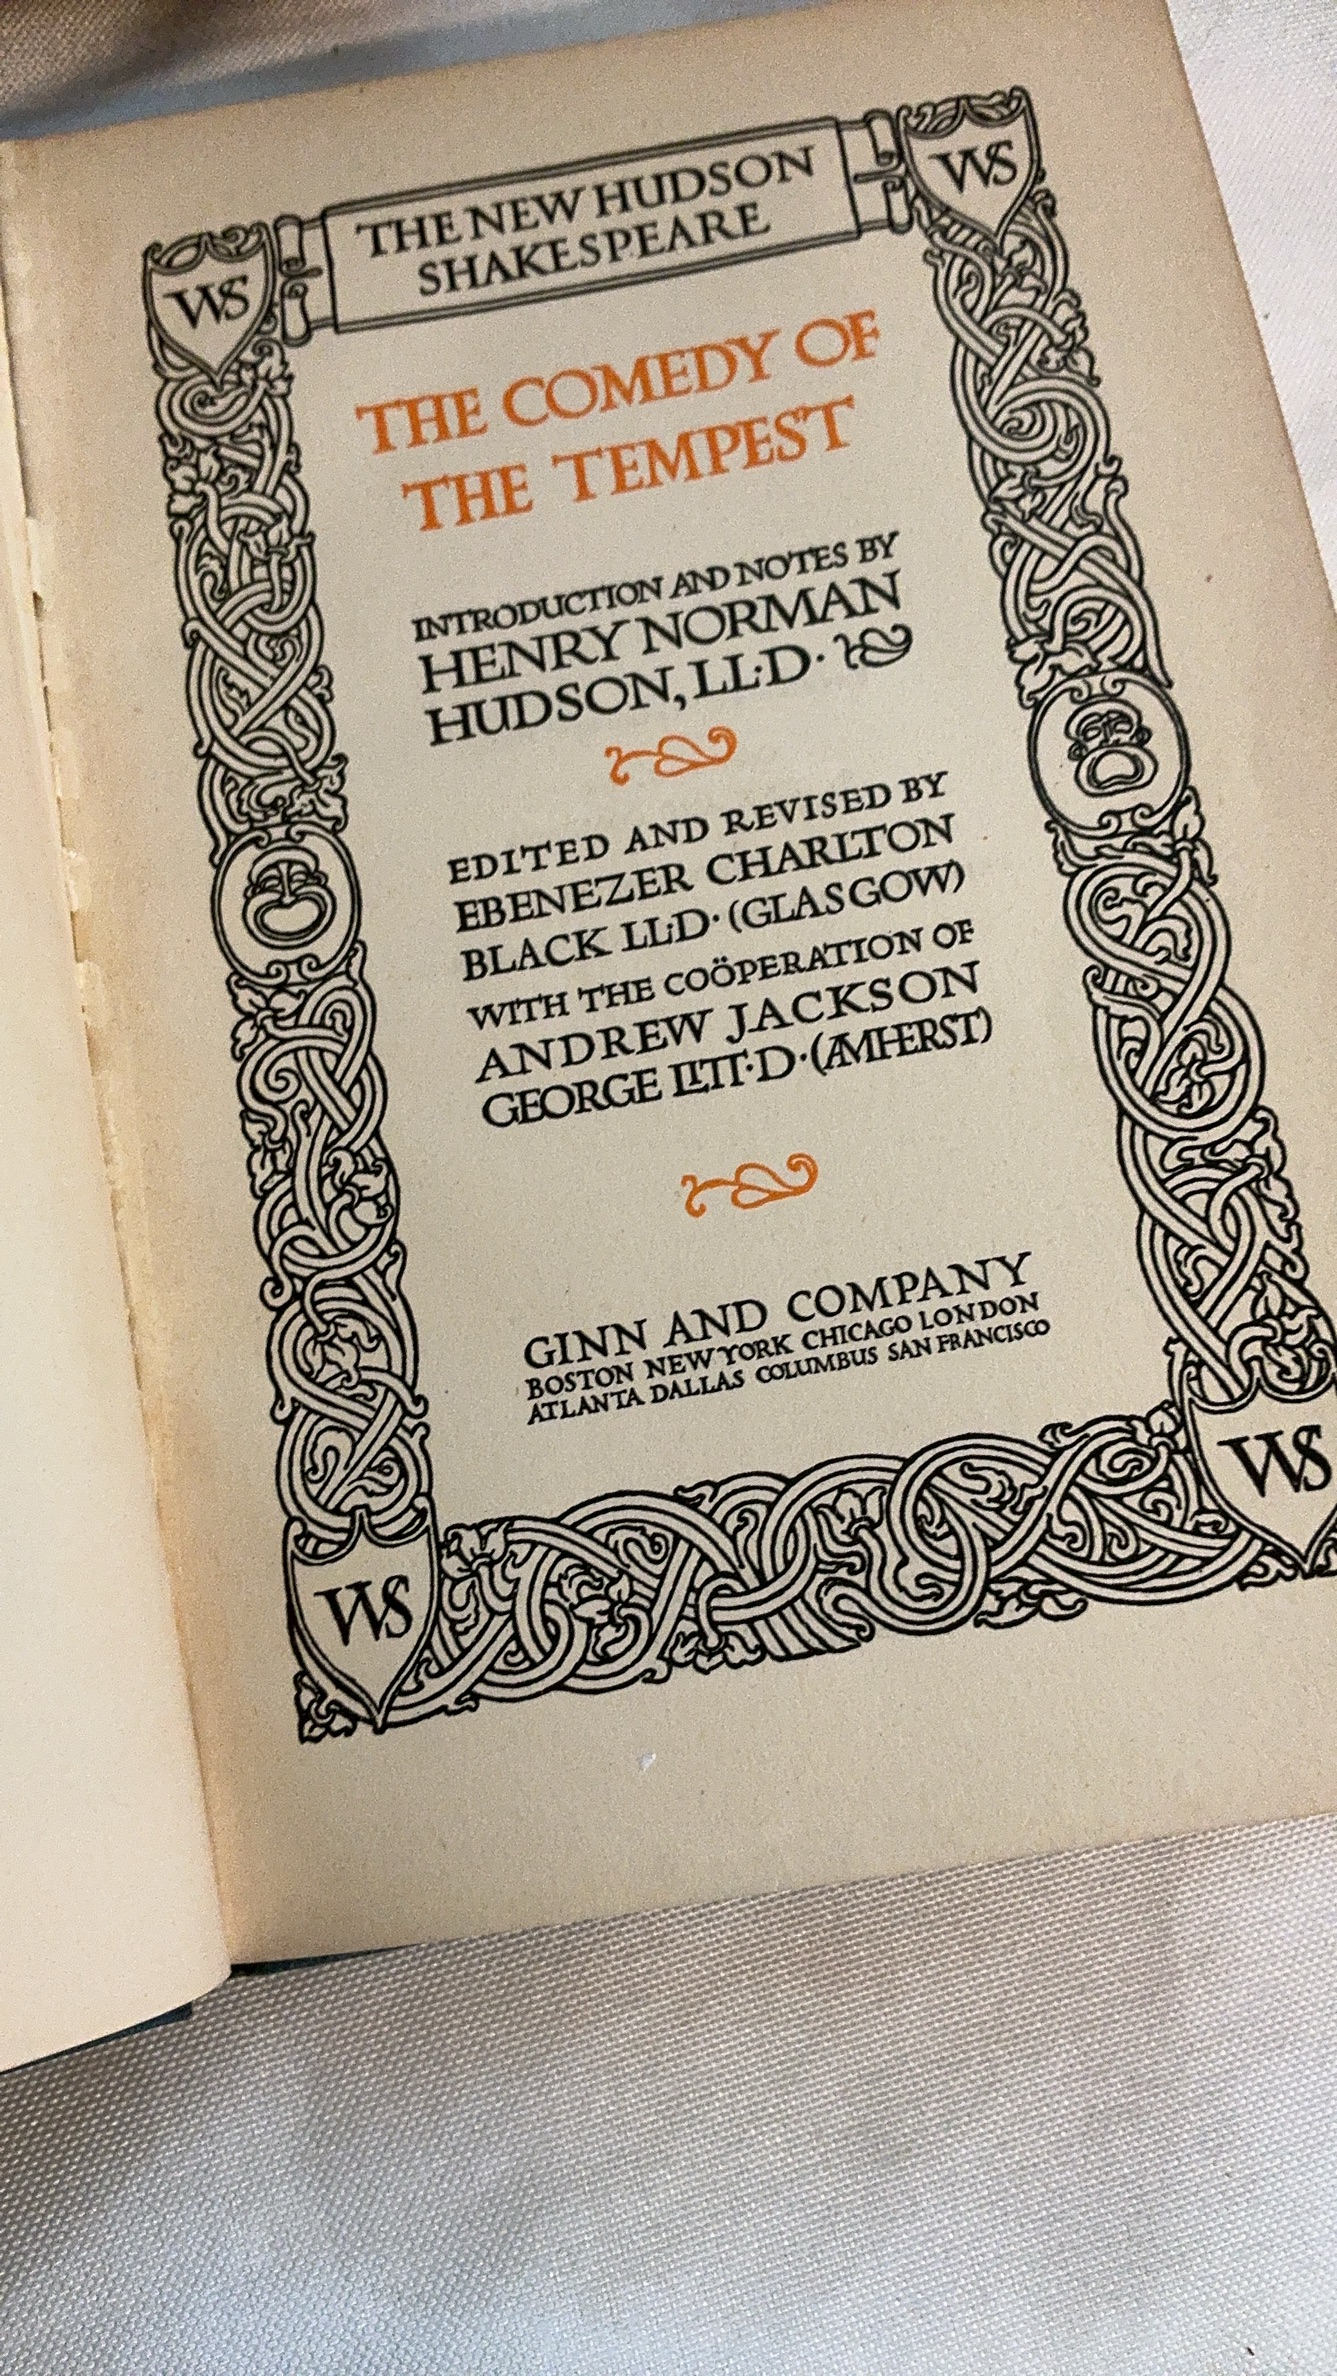 WS
THE NEW HUDSON
SHAKESPEARE
WS
THE COMEDY OF
THE TEMPEST
INTRODUCTION AND NOTES BY
HENRY NORMAN
HUDSON, LL·D·
EDITED AND REVISED BY
EBENEZER CHARLTON
BLACK LL·D· (GLASGOW)
WITH THE COÖPERATION OF
ANDREW JACKSON
GEORGE LITT·D·(AMHERST)
GINN AND COMPANY
BOSTON NEW YORK CHICAGO LONDON
ATLANTA DALLAS COLUMBUS SAN FRANCISCO
WS
WS